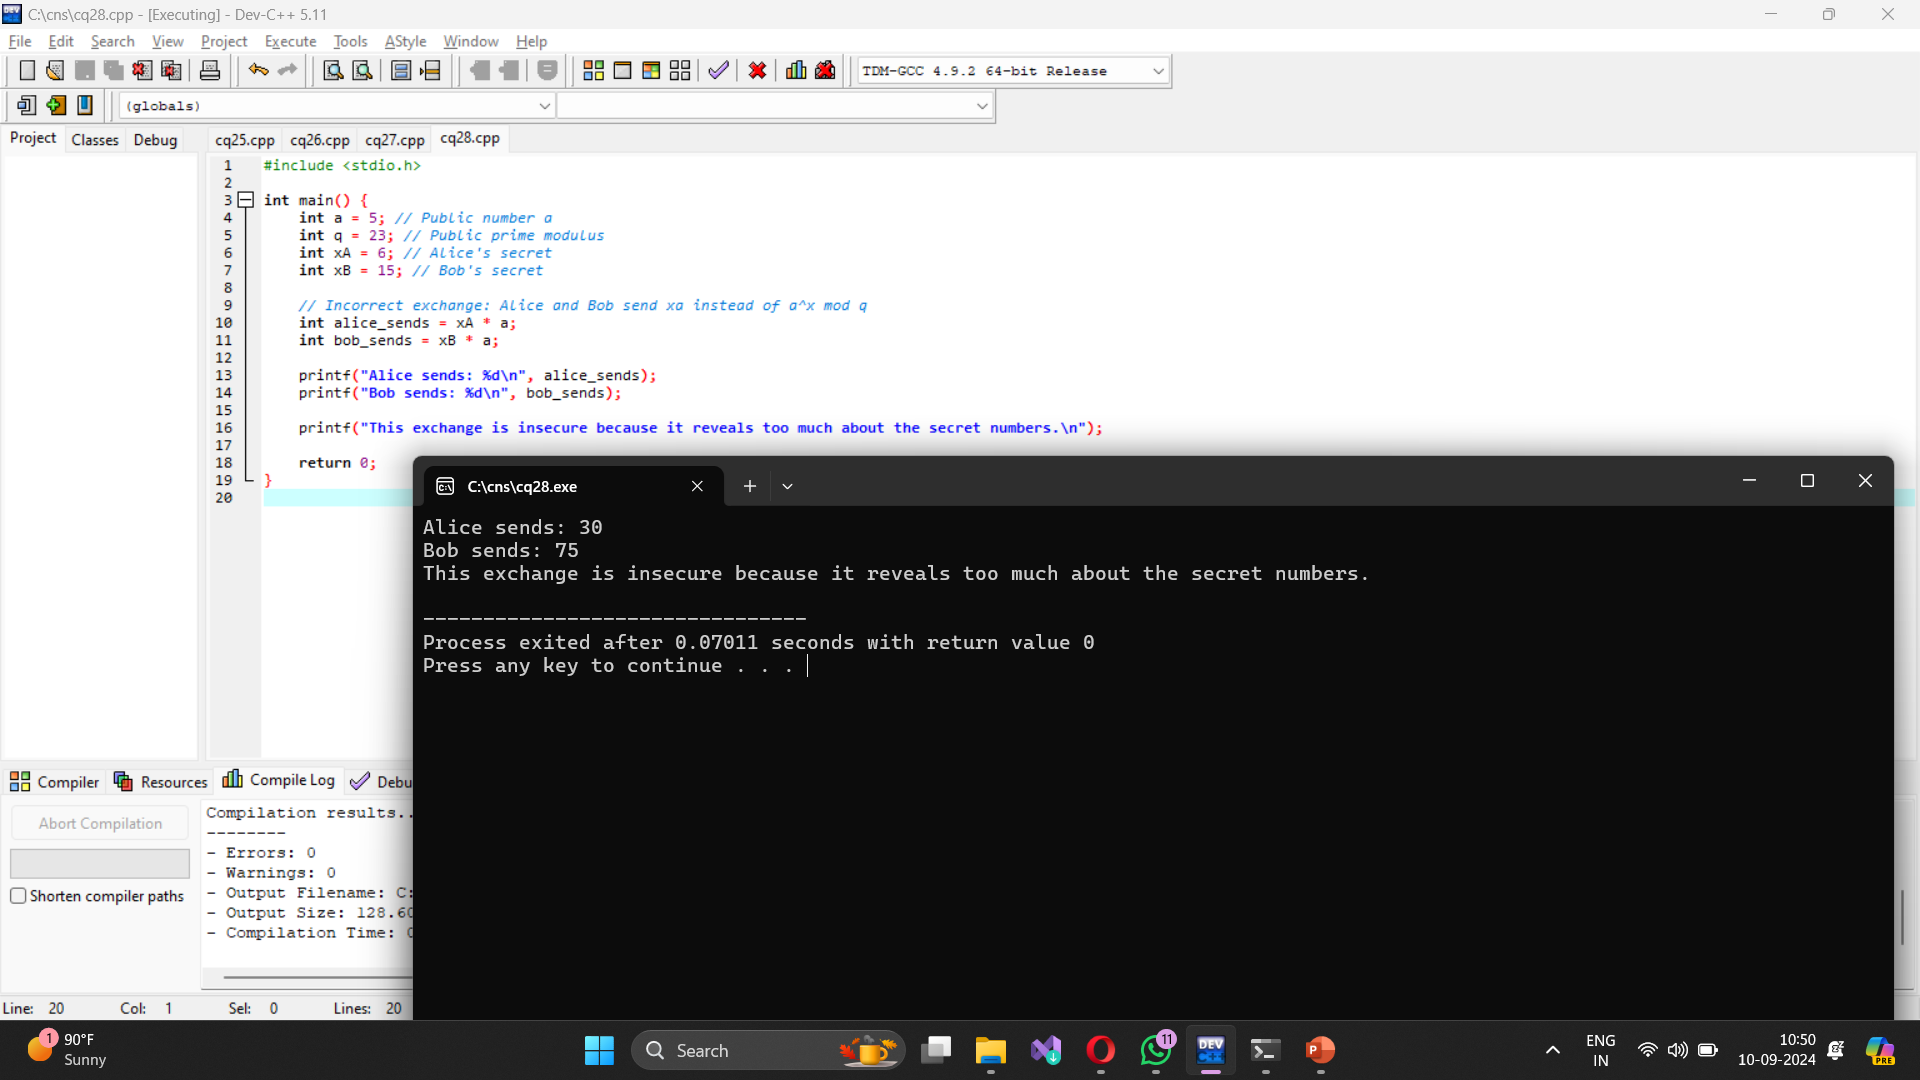 C:\cns\cq28.cpp - [Executing] - Dev-C++ 5.11
File Edit Search View Project Execute Tools AStyle Window Help
TDM-GCC 4.9.2 64-bit Release
(globals)
Project Classes Debug
cq25.cpp cq26.cpp cq27.cpp cq28.cpp
1 #include <stdio.h>
2
3 int main() {
4 int a = 5; // Public number a
5 int q = 23; // Public prime modulus
6 int xA = 6; // Alice's secret
7 int xB = 15; // Bob's secret
8
9 // Incorrect exchange: Alice and Bob send xa instead of a^x mod q
10 int alice_sends = xA * a;
11 int bob_sends = xB * a;
12
13 printf("Alice sends: %d\n", alice_sends);
14 printf("Bob sends: %d\n", bob_sends);
15
16 printf("This exchange is insecure because it reveals too much about the secret numbers.\n");
17
18 return 0;
19 }
20
C:\cns\cq28.exe
Alice sends: 30
Bob sends: 75
This exchange is insecure because it reveals too much about the secret numbers.
--------------------------------
Process exited after 0.07011 seconds with return value 0
Press any key to continue . . .
Compiler Resources Compile Log Debu
Abort Compilation
Shorten compiler paths
Compilation results..
--------
- Errors: 0
- Warnings: 0
- Output Filename: C:
- Output Size: 128.6
- Compilation Time:
Line: 20 Col: 1 Sel: 0 Lines: 20
1
90°F
Sunny
Search
11
DEV
C++
ENG
IN
10:50
10-09-2024
PRE